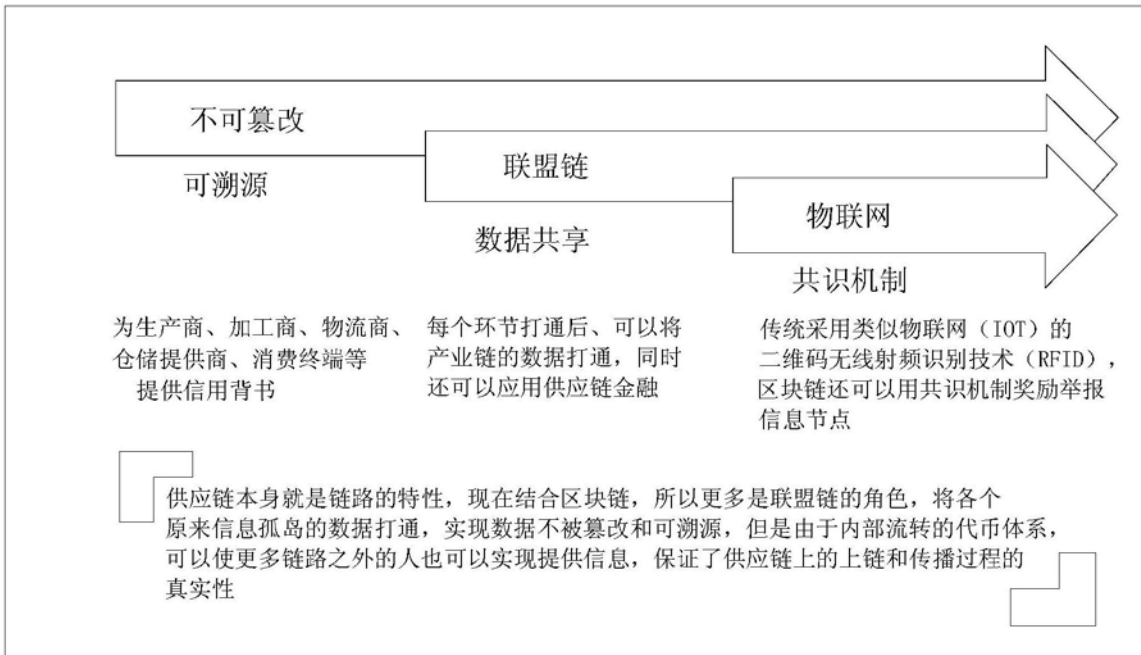 不可篡改
可溯源
联盟链
数据共享
物联网
共识机制
为生产商、加工商、物流商、
仓储提供商、消费终端等
提供信用背书
每个环节打通后、可以将
产业链的数据打通，同时
还可以应用供应链金融
传统采用类似物联网（IOT）的
二维码无线射频识别技术（RFID），
区块链还可以用共识机制奖励举报
信息节点
供应链本身就是链路的特性，现在结合区块链，所以更多是联盟链的角色，将各个
原来信息孤岛的数据打通，实现数据不被篡改和可溯源，但是由于内部流转的代币体系，
可以使更多链路之外的人也可以实现提供信息，保证了供应链上的上链和传播过程的
真实性